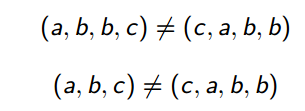 (a, b, b, c) ≠ (c, a, b, b)
(a, b, c) ≠ (c, a, b, b)